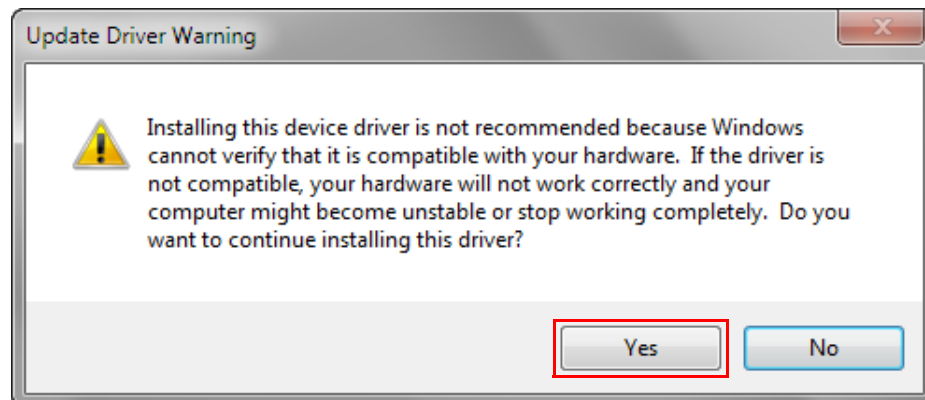 Update Driver Warning
Installing this device driver is not recommended because Windows
cannot verify that it is compatible with your hardware.  If the driver is
not compatible, your hardware will not work correctly and your
computer might become unstable or stop working completely.  Do you
want to continue installing this driver?
Yes
No